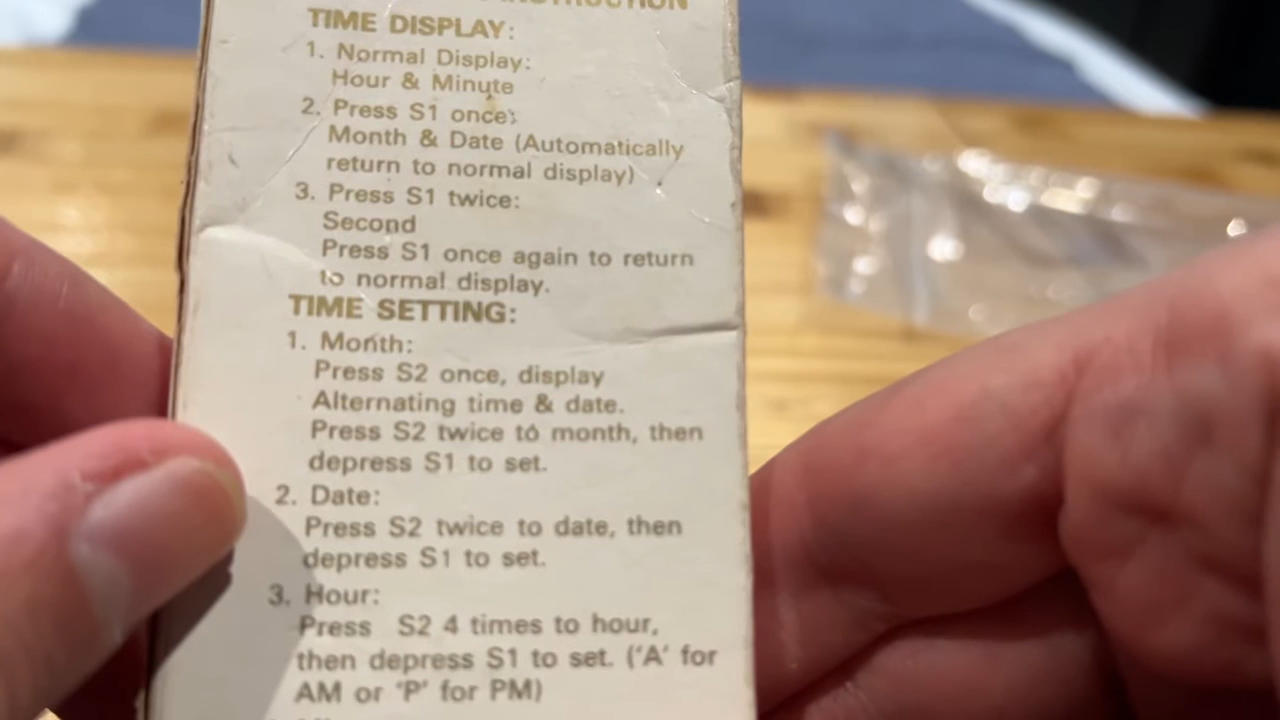 INSTRUCTION
TIME DISPLAY:
1. Normal Display:
Hour & Minute
2. Press S1 once:
Month & Date (Automatically
return to normal display)
3. Press S1 twice:
Second
Press S1 once again to return
to normal display.
TIME SETTING:
1. Month:
Press S2 once, display
Alternating time & date.
Press S2 twice to month, then
depress S1 to set.
2. Date:
Press S2 twice to date, then
depress S1 to set.
3. Hour:
Press S2 4 times to hour,
then depress S1 to set. ('A' for
AM or 'P' for PM)